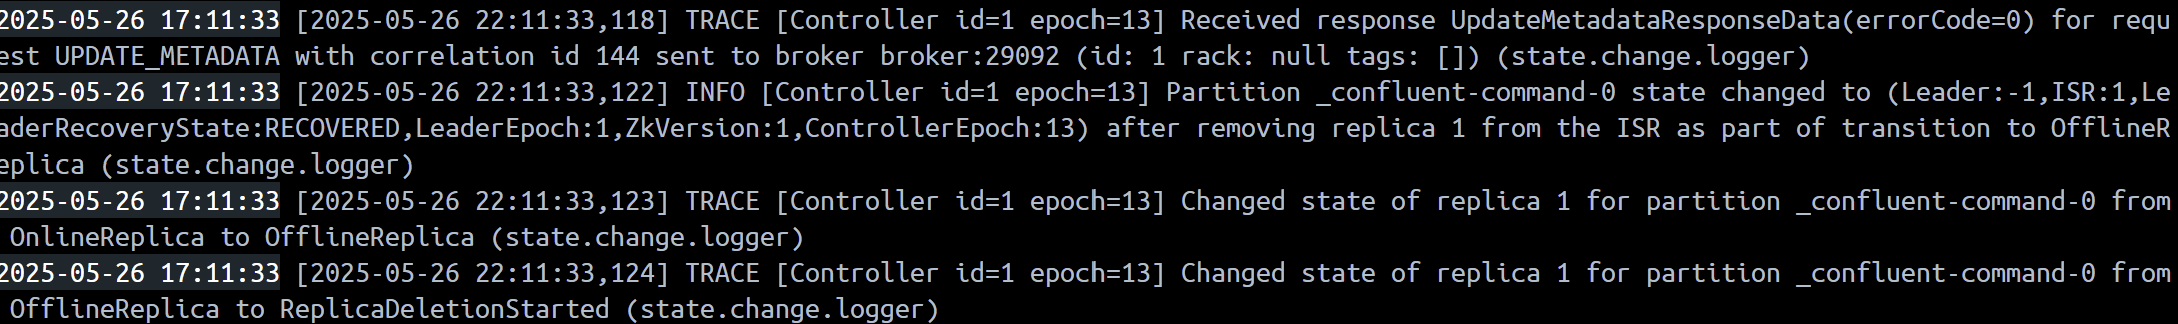 2025-05-26 17:11:33 [2025-05-26 22:11:33,118] TRACE [Controller id=1 epoch=13] Received response UpdateMetadataResponseData(errorCode=0) for requ
est UPDATE_METADATA with correlation id 144 sent to broker broker:29092 (id: 1 rack: null tags: []) (state.change.logger)
2025-05-26 17:11:33 [2025-05-26 22:11:33,122] INFO [Controller id=1 epoch=13] Partition _confluent-command-0 state changed to (Leader:-1,ISR:1,Le
aderRecoveryState:RECOVERED,LeaderEpoch:1,ZkVersion:1,ControllerEpoch:13) after removing replica 1 from the ISR as part of transition to OfflineR
eplica (state.change.logger)
2025-05-26 17:11:33 [2025-05-26 22:11:33,123] TRACE [Controller id=1 epoch=13] Changed state of replica 1 for partition _confluent-command-0 from
OnlineReplica to OfflineReplica (state.change.logger)
2025-05-26 17:11:33 [2025-05-26 22:11:33,124] TRACE [Controller id=1 epoch=13] Changed state of replica 1 for partition _confluent-command-0 from
OfflineReplica to ReplicaDeletionStarted (state.change.logger)